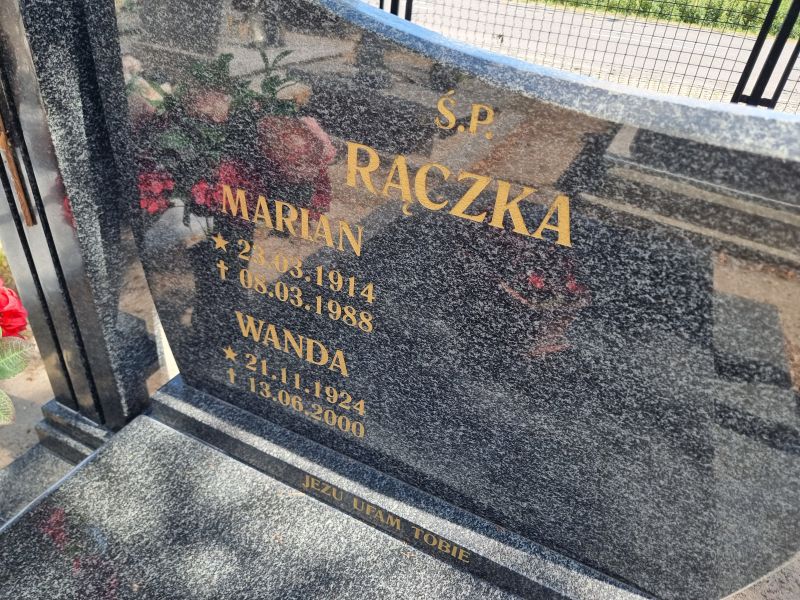 Ś.P.
RĄCZKA
MARIAN
★ 23.03.1914
✝ 08.03.1988
WANDA
★ 21.11.1924
✝ 13.06.2000
JEZU UFAM TOBIE